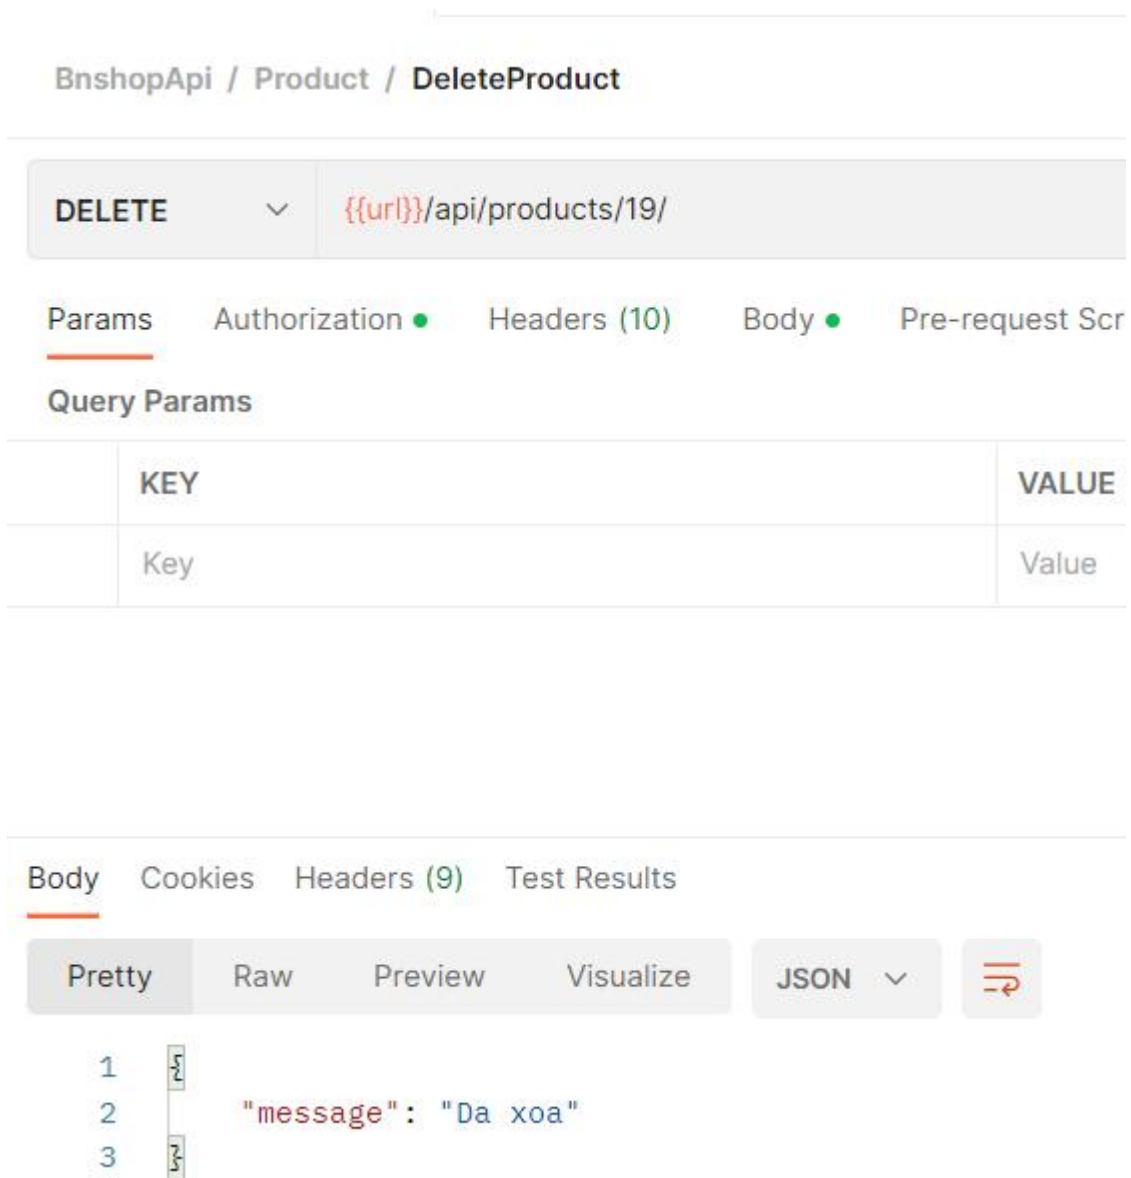 BnshopApi / Product / DeleteProduct
DELETE {{url}}/api/products/19/
Params Authorization Headers (10) Body Pre-request Scr
Query Params
KEY VALUE
Key Value
Body Cookies Headers (9) Test Results
Pretty Raw Preview Visualize JSON
1 {
2 "message": "Da xoa"
3 }